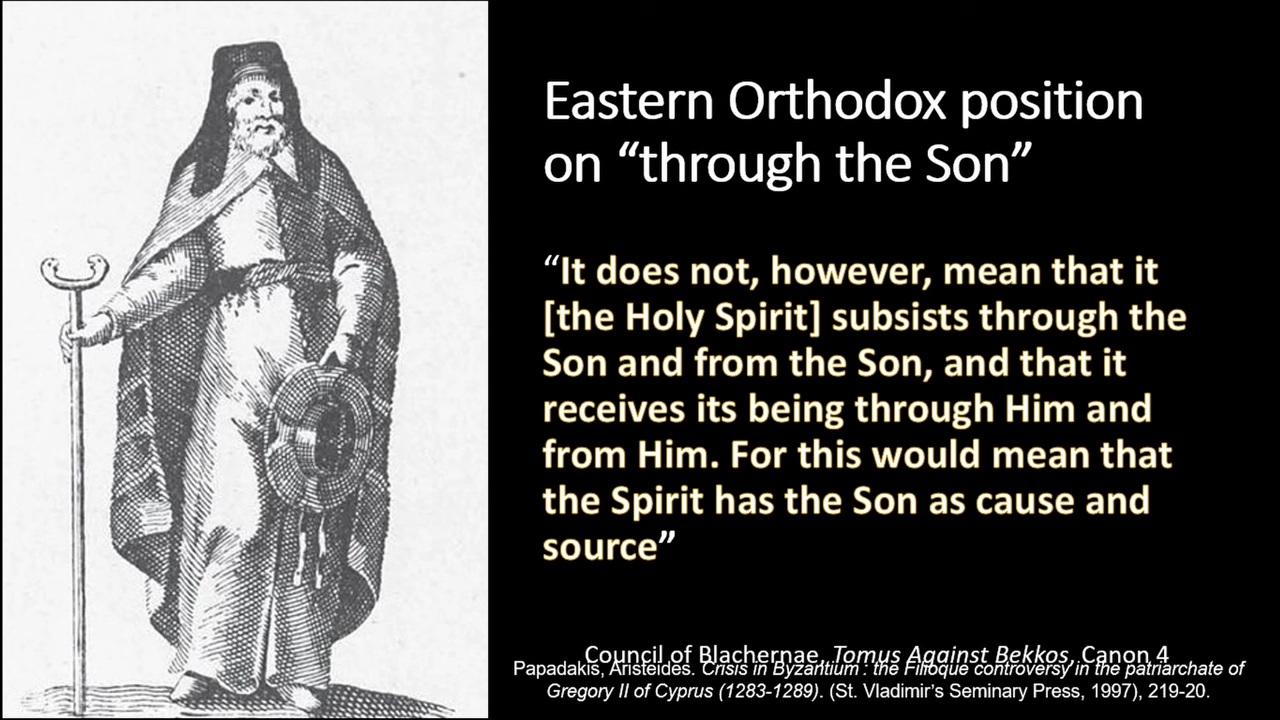 Eastern Orthodox position
on “through the Son”
“It does not, however, mean that it
[the Holy Spirit] subsists through the
Son and from the Son, and that it
receives its being through Him and
from Him. For this would mean that
the Spirit has the Son as cause and
source”
Council of Blachernae, Tomus Against Bekkos, Canon 4
Papadakis, Aristeides. Crisis in Byzantium : the Filioque controversy in the patriarchate of
Gregory II of Cyprus (1283-1289). (St. Vladimir’s Seminary Press, 1997), 219-20.